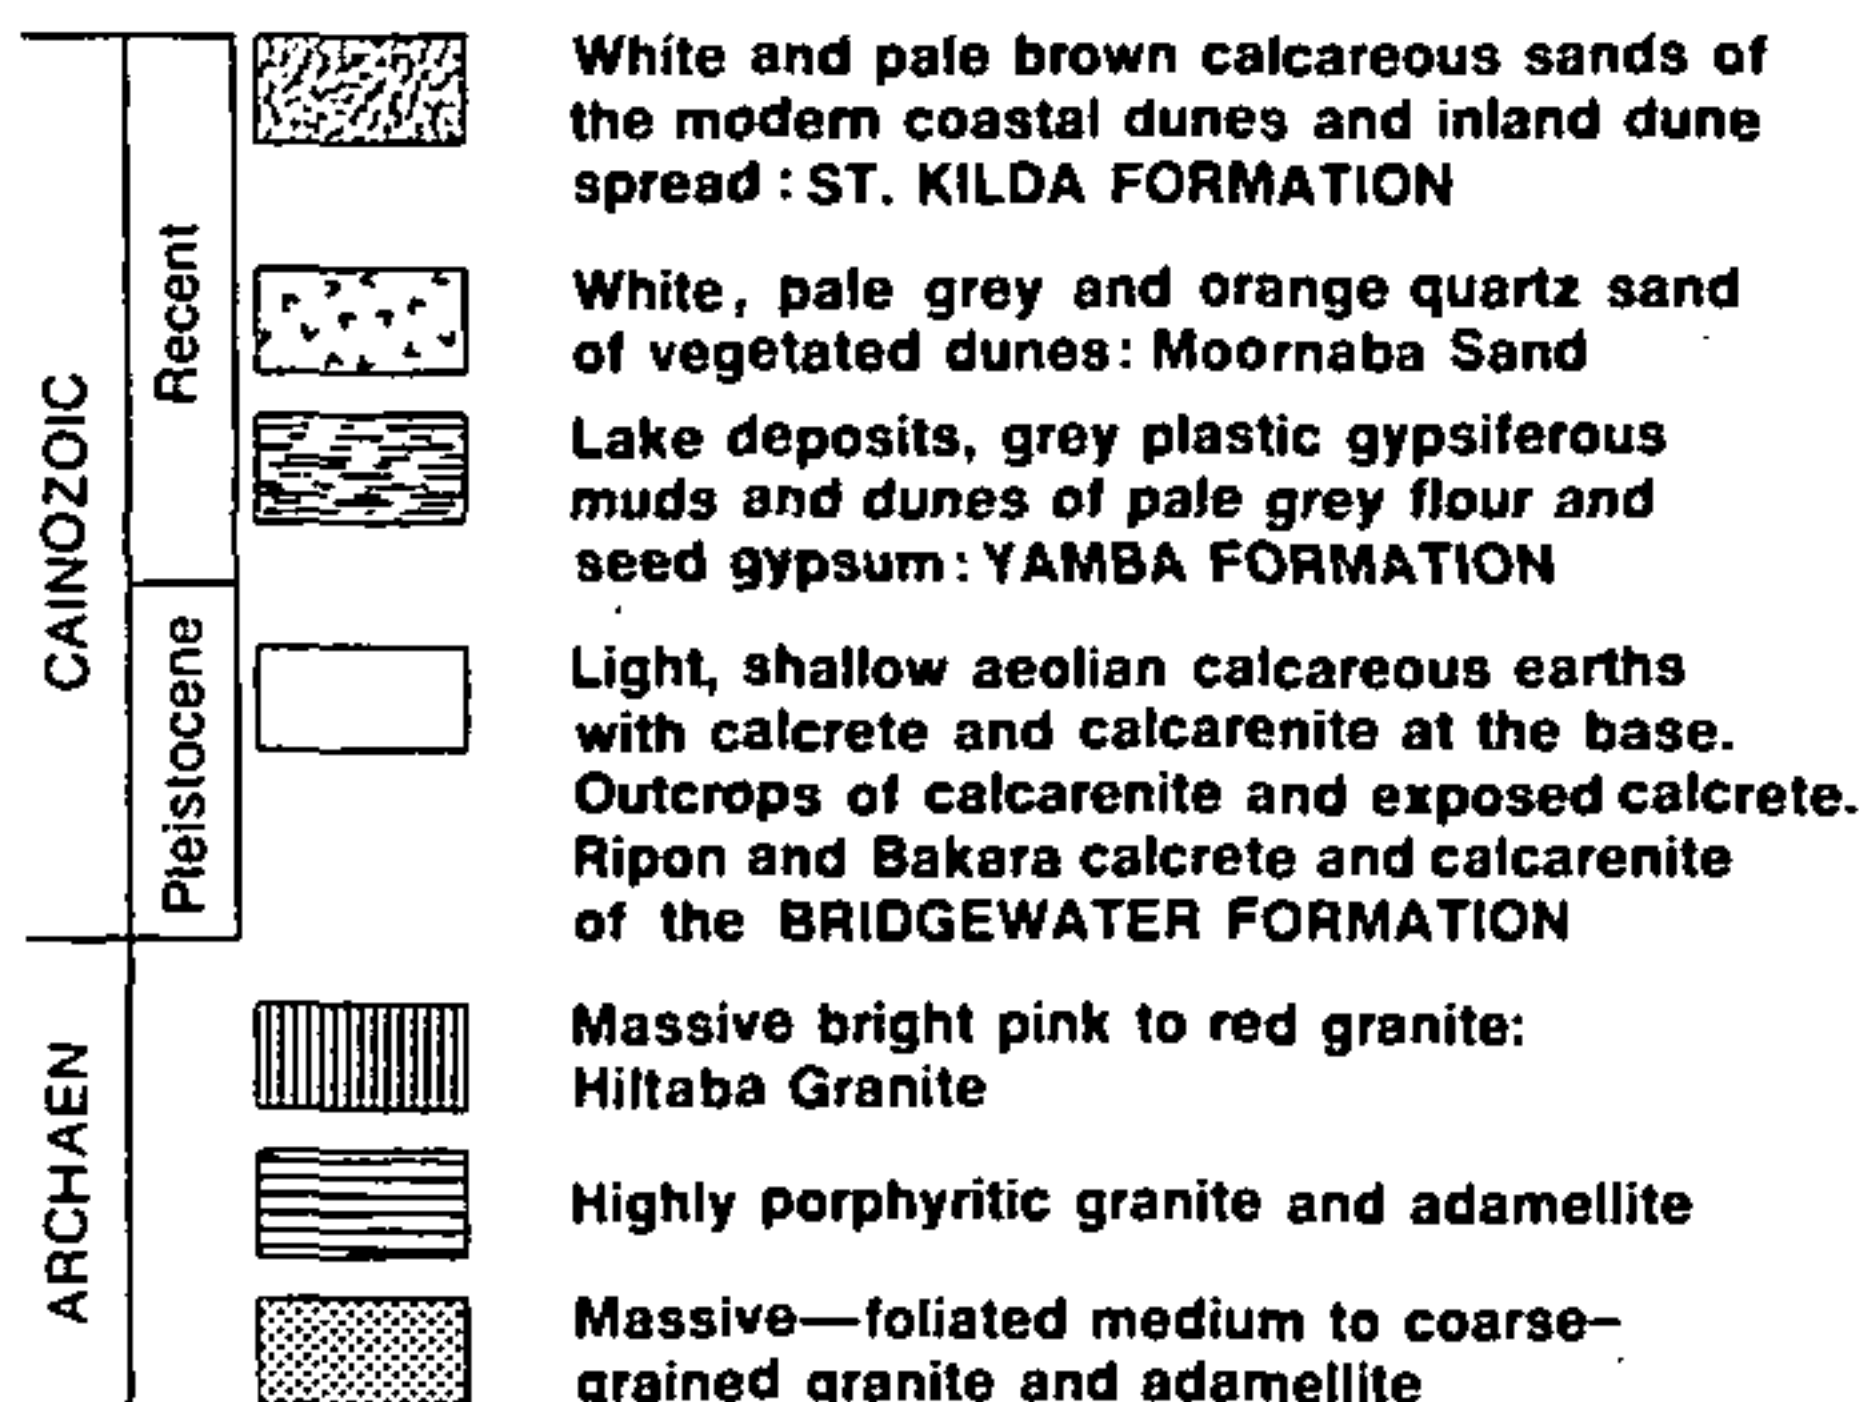 CAINOZOIC
Recent
White and pale brown calcareous sands of
the modern coastal dunes and inland dune
spread : ST. KILDA FORMATION
White, pale grey and orange quartz sand
of vegetated dunes: Moornaba Sand
Lake deposits, grey plastic gypsiferous
muds and dunes of pale grey flour and
seed gypsum: YAMBA FORMATION
Pleistocene
Light, shallow aeolian calcareous earths
with calcrete and calcarenite at the base.
Outcrops of calcarenite and exposed calcrete.
Ripon and Bakara calcrete and calcarenite
of the BRIDGEWATER FORMATION
ARCHAEN
Massive bright pink to red granite:
Hiltaba Granite
Highly porphyritic granite and adamellite
Massive—foliated medium to coarse-
grained granite and adamellite